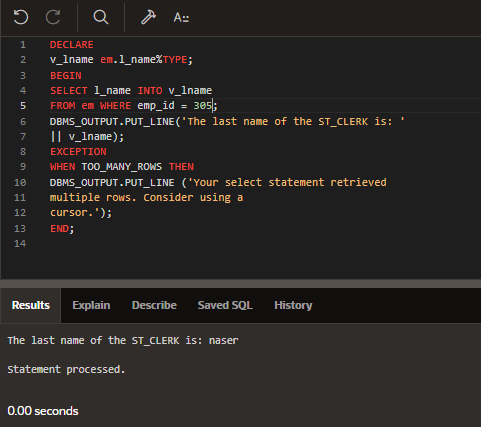 A::
1 DECLARE
2 v_lname em.l_name%TYPE;
3 BEGIN
4 SELECT l_name INTO v_lname
5 FROM em WHERE emp_id = 305;
6 DBMS_OUTPUT.PUT_LINE('The last name of the ST_CLERK is: '
7 || v_lname);
8 EXCEPTION
9 WHEN TOO_MANY_ROWS THEN
10 DBMS_OUTPUT.PUT_LINE ('Your select statement retrieved
11 multiple rows. Consider using a
12 cursor.');
13 END;
14
Results Explain Describe Saved SQL History
The last name of the ST_CLERK is: naser
Statement processed.
0.00 seconds